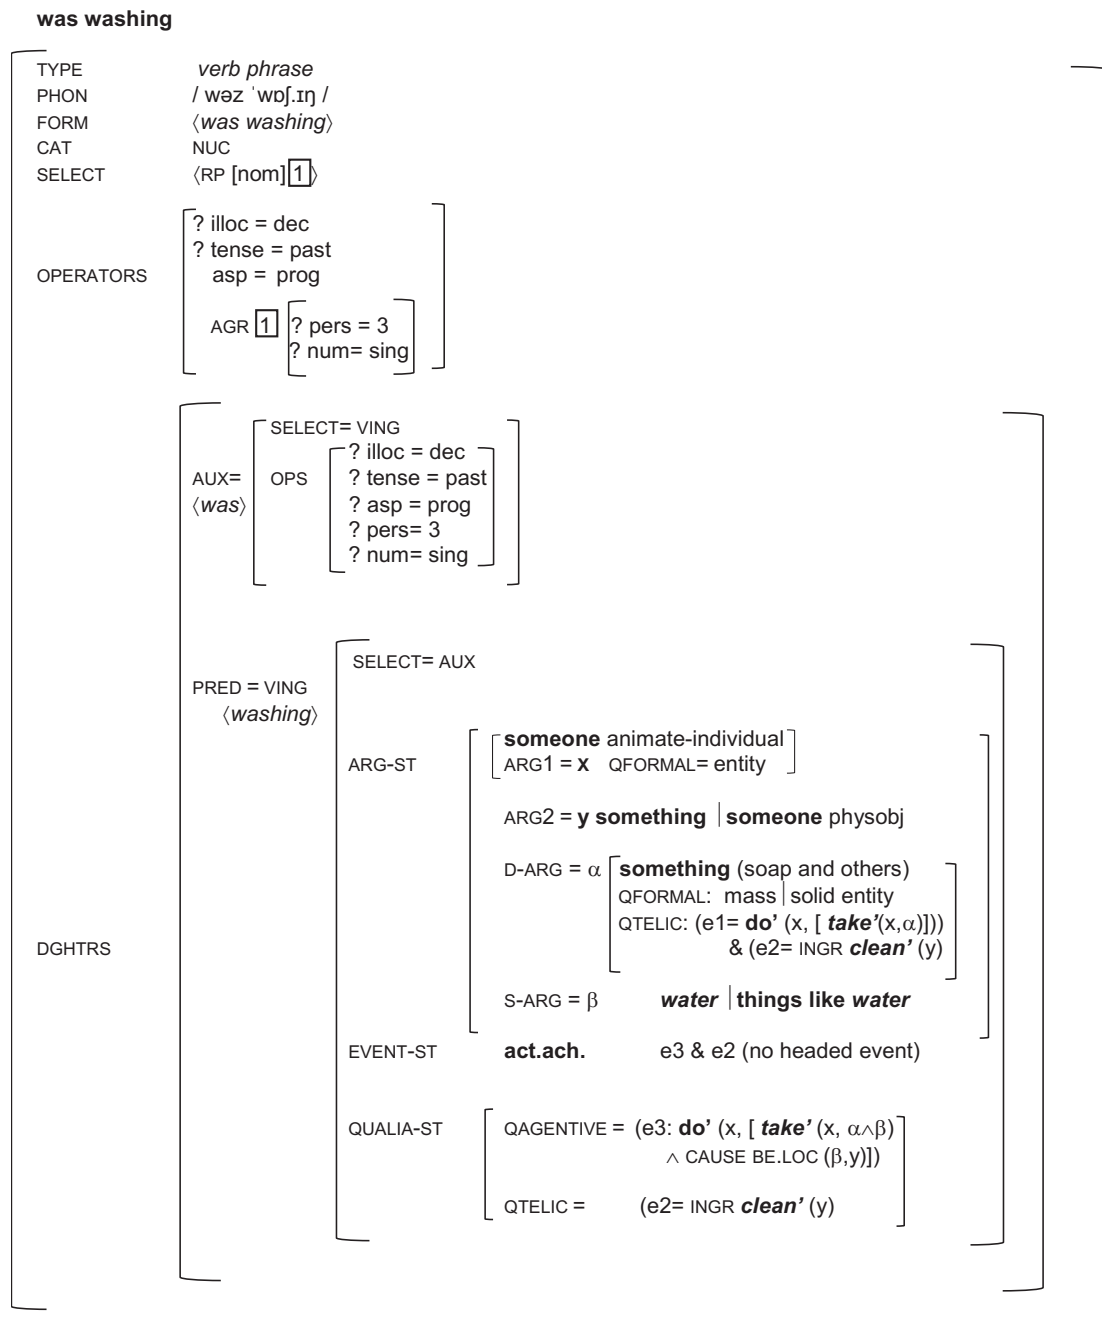 was washing
TYPE verb phrase
PHON / wəz ˈwɒʃ.ɪŋ /
FORM ⟨was washing⟩
CAT NUC
SELECT ⟨RP [nom] 1⟩
? illoc = dec
? tense = past
OPERATORS asp = prog
AGR 1 ? pers = 3
? num= sing
SELECT= VING
? illoc = dec
AUX= OPS ? tense = past
⟨was⟩ ? asp = prog
? pers= 3
? num= sing
SELECT= AUX
PRED = VING
⟨washing⟩
someone animate-individual
ARG-ST ARG1 = x QFORMAL= entity
ARG2 = y something | someone physobj
D-ARG = α something (soap and others)
QFORMAL: mass | solid entity
QTELIC: (e1= do’ (x, [ take’(x,α)]))
DGHTRS & (e2= INGR clean’ (y)
S-ARG = β water | things like water
EVENT-ST act.ach. e3 & e2 (no headed event)
QUALIA-ST QAGENTIVE = (e3: do’ (x, [ take’ (x, α∧β)
∧ CAUSE BE.LOC (β,y)])
QTELIC = (e2= INGR clean’ (y)